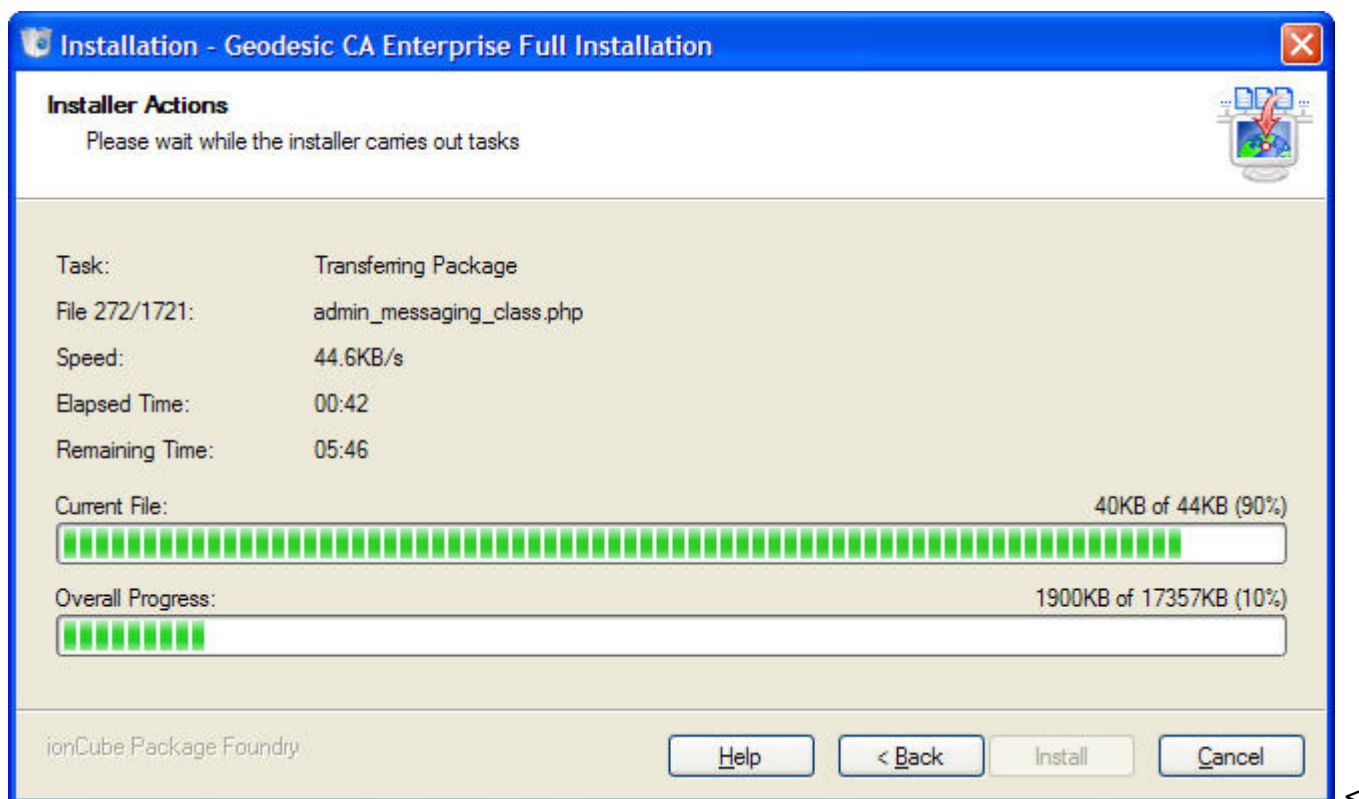 Installation - Geodesic CA Enterprise Full Installation
Installer Actions
Please wait while the installer carries out tasks
Task: Transferring Package
File 272/1721: admin_messaging_class.php
Speed: 44.6KB/s
Elapsed Time: 00:42
Remaining Time: 05:46
Current File: 40KB of 44KB (90%)
Overall Progress: 1900KB of 17357KB (10%)
ionCube Package Foundry Help < Back Install Cancel
<